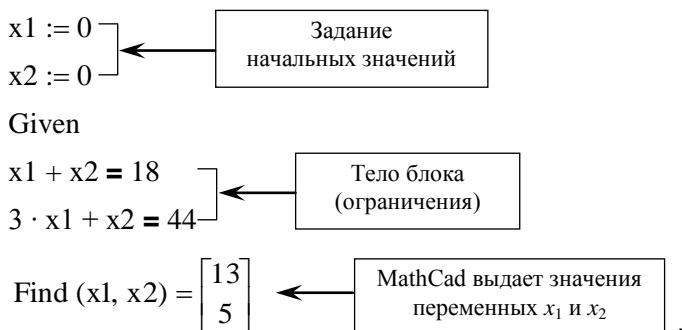 x1 := 0
x2 := 0
Задание
начальных значений
Given
x1 + x2 = 18
3 · x1 + x2 = 44
Тело блока
(ограничения)
Find (x1, x2) = [13
5]
MathCad выдает значения
переменных x₁ и x₂
.